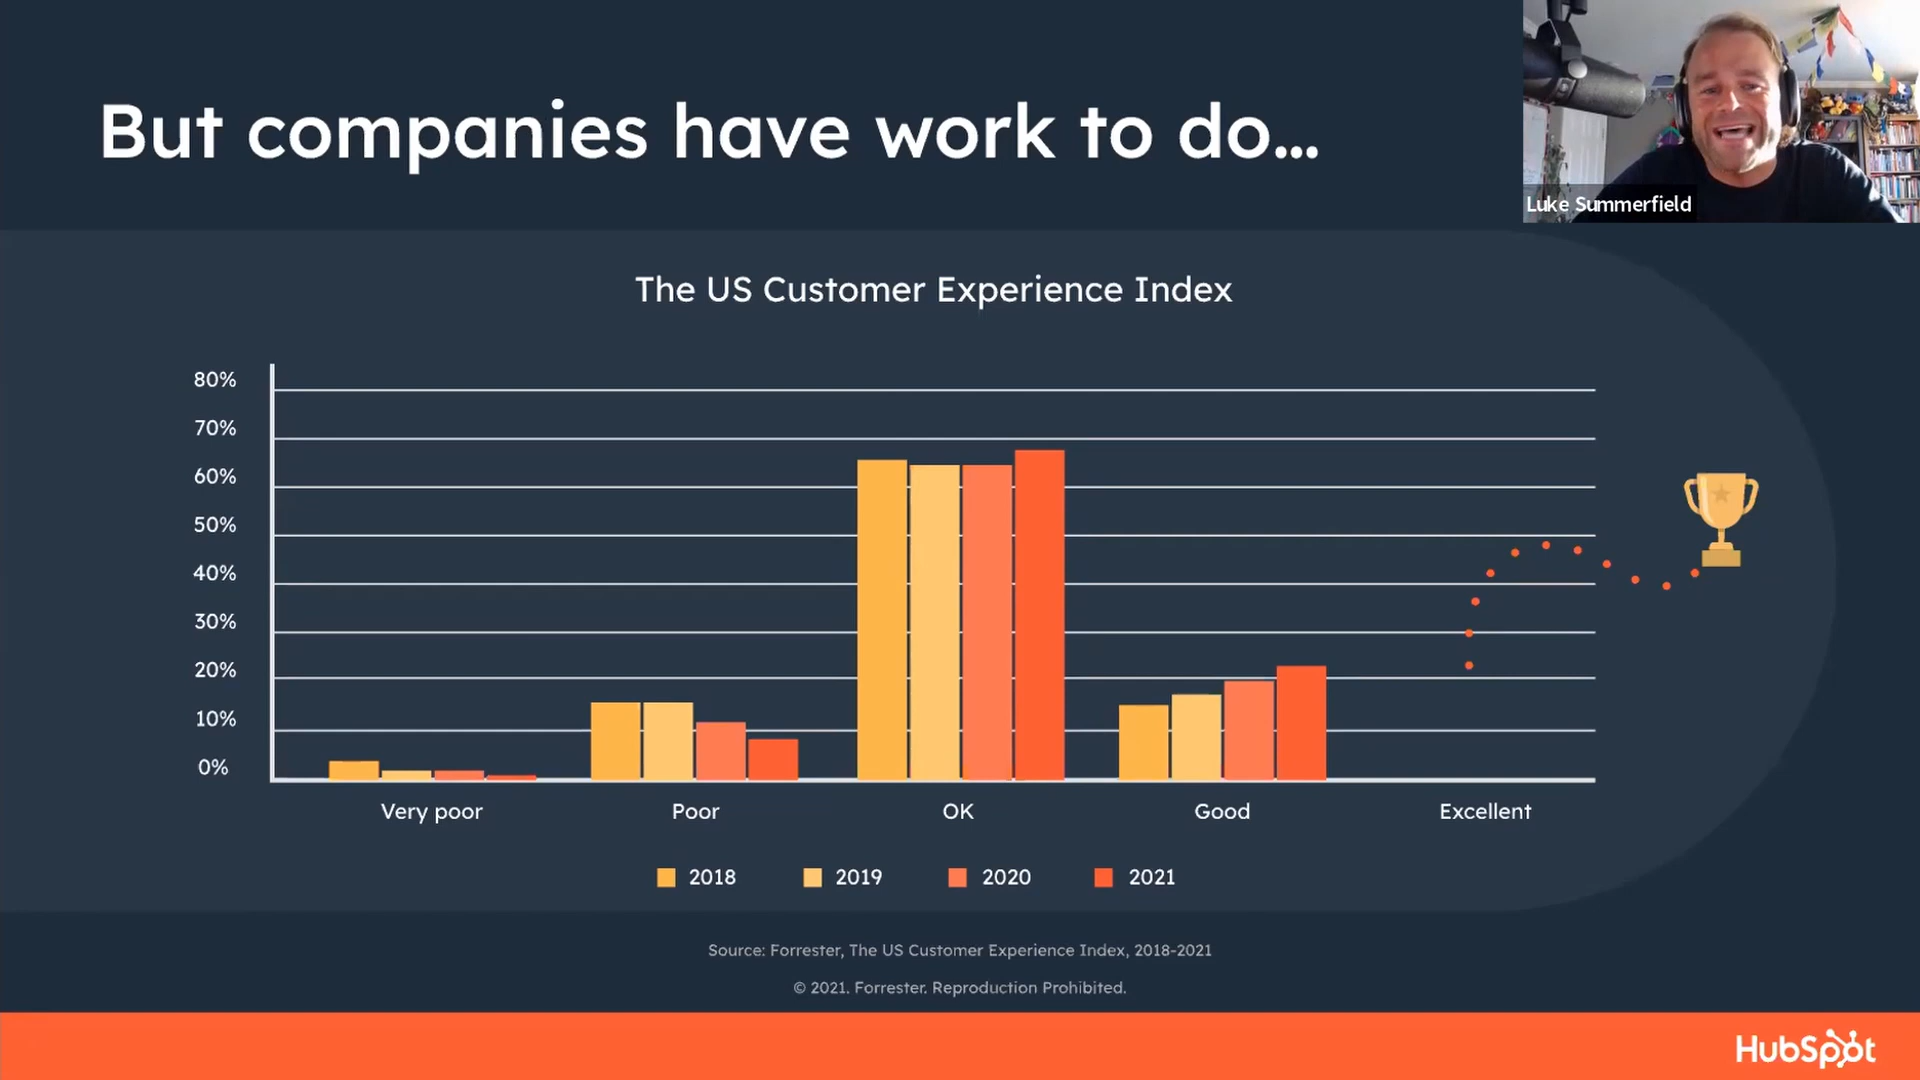 But companies have work to do...
Luke Summerfield
The US Customer Experience Index
80%
70%
60%
50%
40%
30%
20%
10%
0%
Very poor
Poor
OK
Good
Excellent
2018
2019
2020
2021
Source: Forrester, The US Customer Experience Index, 2018-2021
© 2021. Forrester. Reproduction Prohibited.
HubSpot